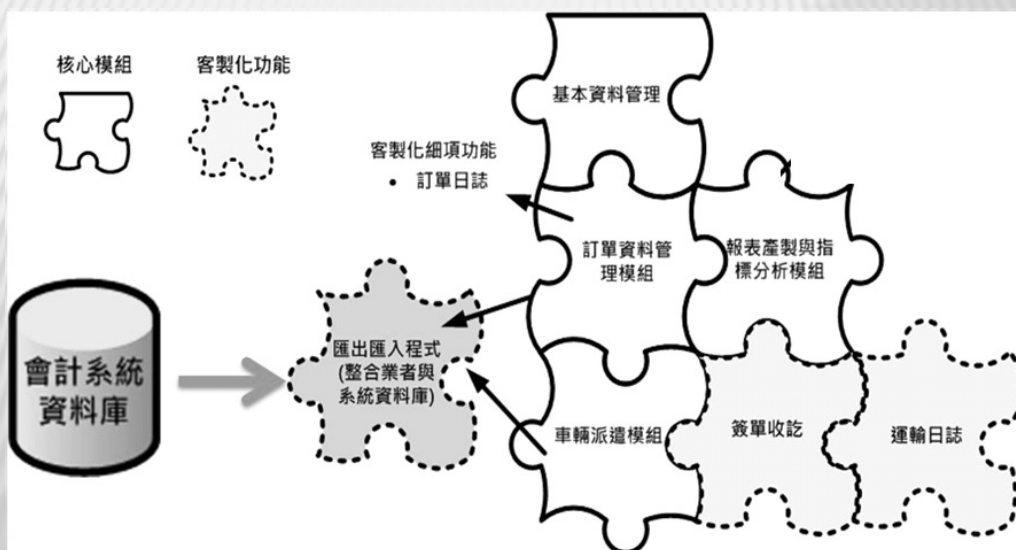 核心模組
客製化功能
基本資料管理
客製化細項功能
• 訂單日誌
訂單資料管
理模組
報表產製與指
標分析模組
會計系統
資料庫
匯出匯入程式
(整合業者與
系統資料庫)
車輛派遣模組
簽單收訖
運輸日誌